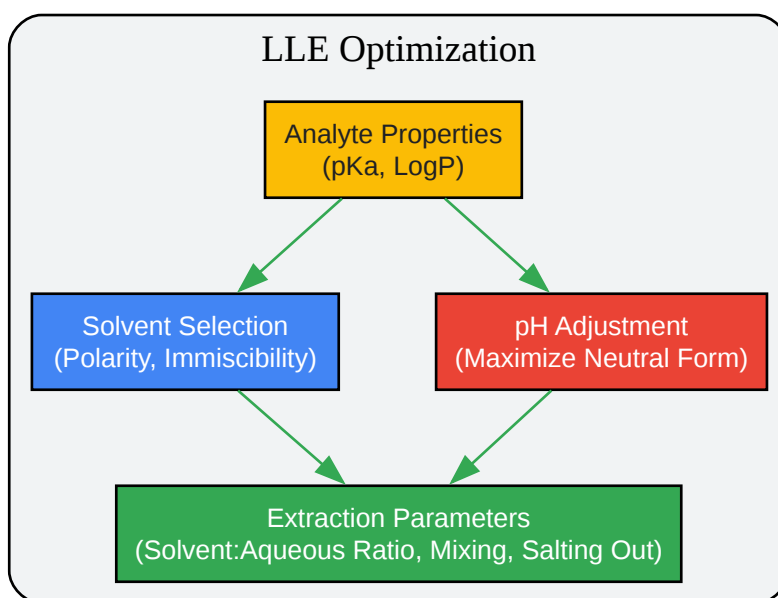 LLE Optimization
Analyte Properties
(pKa, LogP)
Solvent Selection
(Polarity, Immiscibility)
pH Adjustment
(Maximize Neutral Form)
Extraction Parameters
(Solvent:Aqueous Ratio, Mixing, Salting Out)